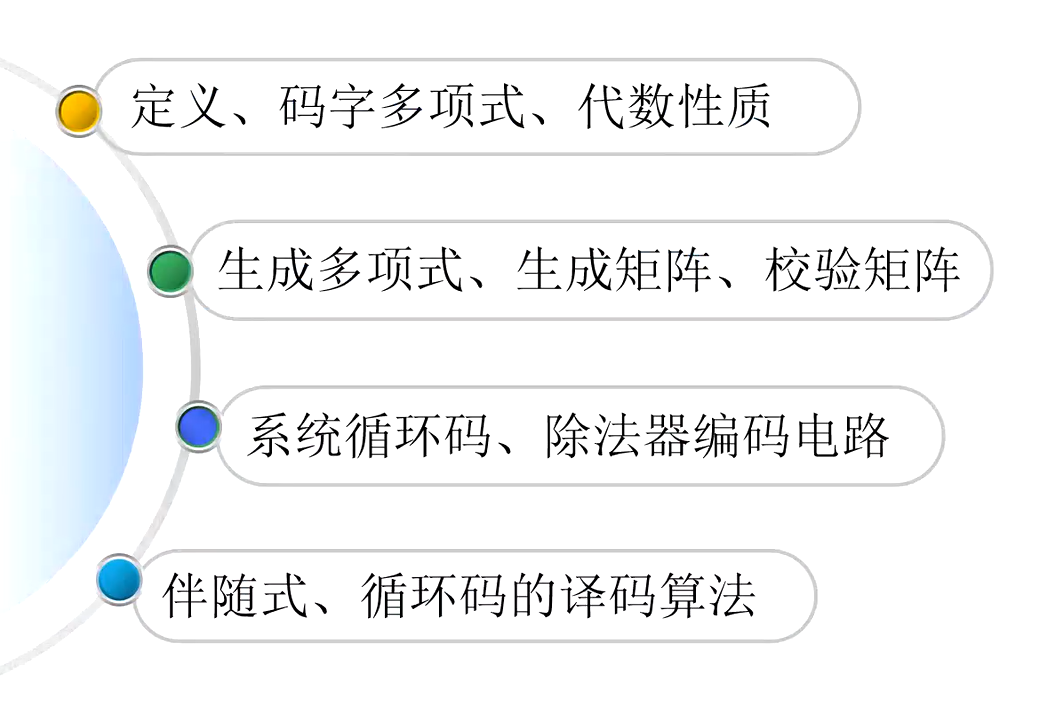 定义、码字多项式、代数性质
生成多项式、生成矩阵、校验矩阵
系统循环码、除法器编码电路
伴随式、循环码的译码算法